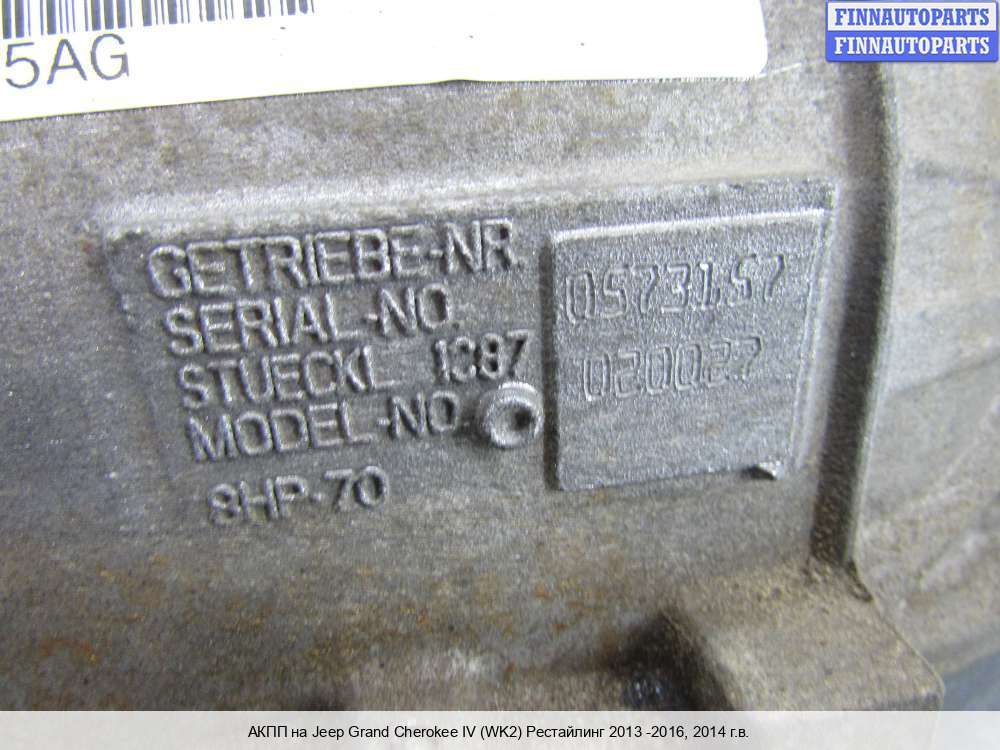 FINNAUTOPARTS
FINNAUTOPARTS
5AG
GETRIEBE-NR.
SERIAL-NO.
STUECKL 1087
MODEL-NO
8HP-70
0573157
020027
АКПП на Jeep Grand Cherokee IV (WK2) Рестайлинг 2013 -2016, 2014 г.в.